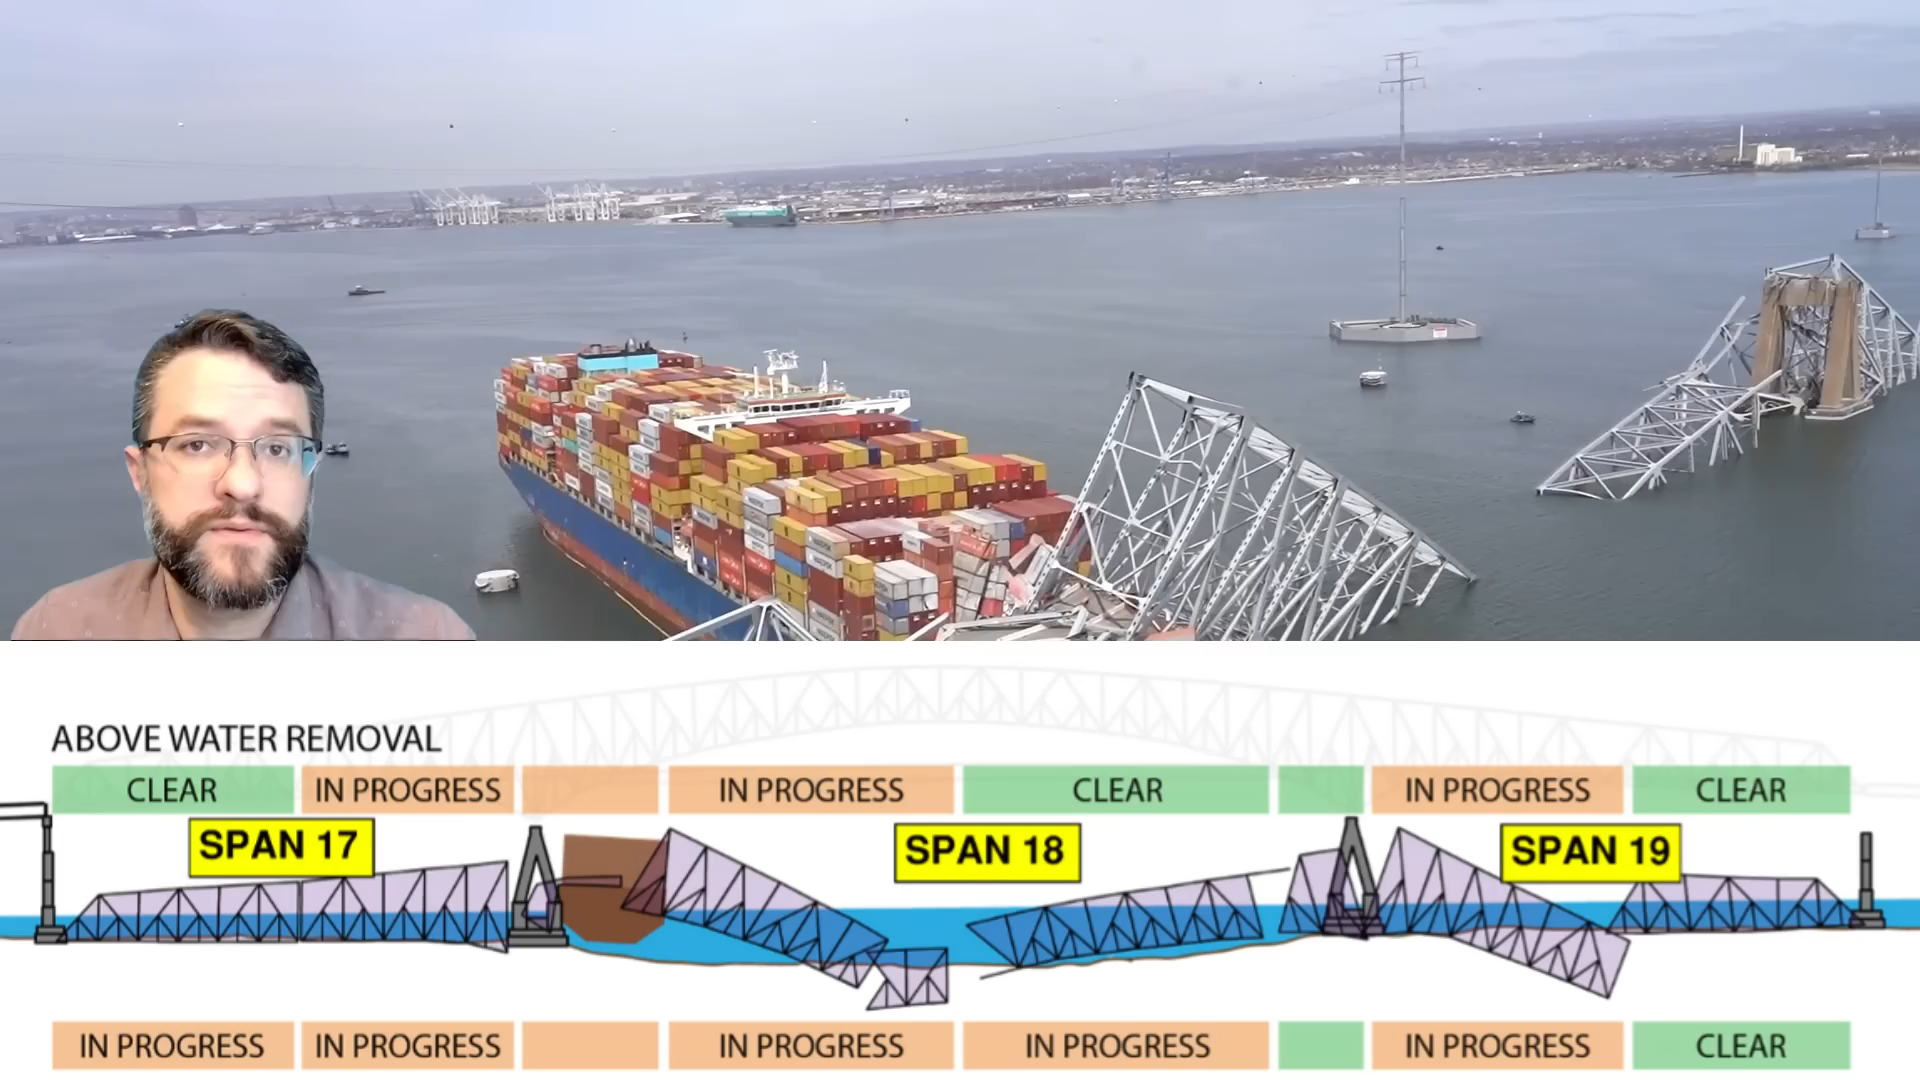 ABOVE WATER REMOVAL
CLEAR IN PROGRESS IN PROGRESS CLEAR IN PROGRESS CLEAR
SPAN 17 SPAN 18 SPAN 19
IN PROGRESS IN PROGRESS IN PROGRESS IN PROGRESS IN PROGRESS CLEAR